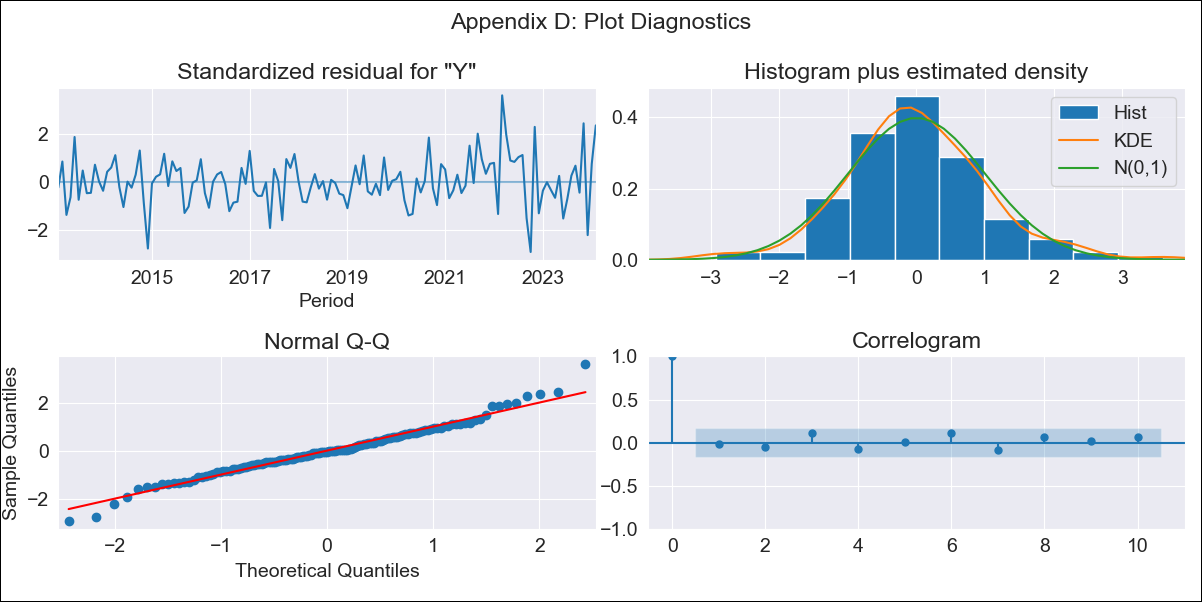 Appendix D: Plot Diagnostics
Standardized residual for "Y"
2
0
−2
2015 2017 2019 2021 2023
Period
Histogram plus estimated density
0.4
0.2
0.0
−3 −2 −1 0 1 2 3
Hist
KDE
N(0,1)
Normal Q-Q
Sample Quantiles
2
0
−2
−2 −1 0 1 2
Theoretical Quantiles
Correlogram
1.0
0.5
0.0
−0.5
−1.0
0 2 4 6 8 10